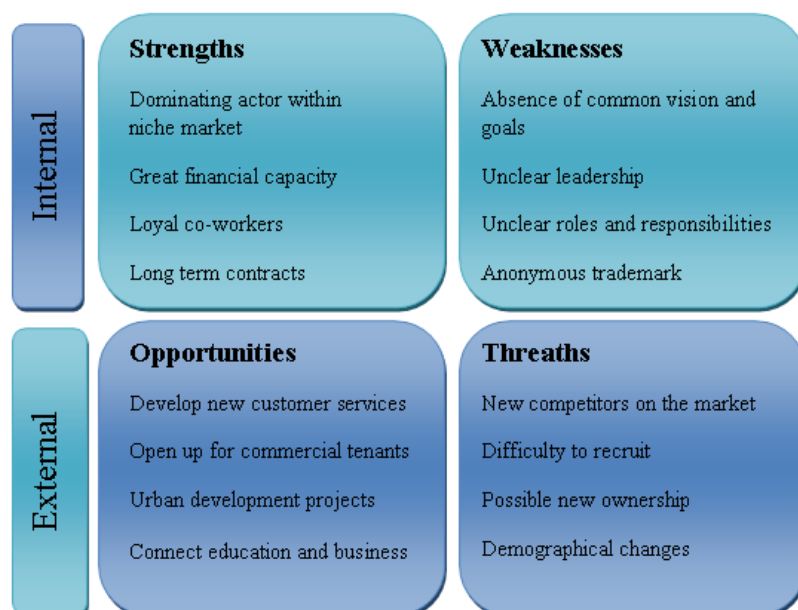 Internal
Strengths
Dominating actor within
niche market
Great financial capacity
Loyal co-workers
Long term contracts
Weaknesses
Absence of common vision and
goals
Unclear leadership
Unclear roles and responsibilities
Anonymous trademark
External
Opportunities
Develop new customer services
Open up for commercial tenants
Urban development projects
Connect education and business
Threaths
New competitors on the market
Difficulty to recruit
Possible new ownership
Demographical changes